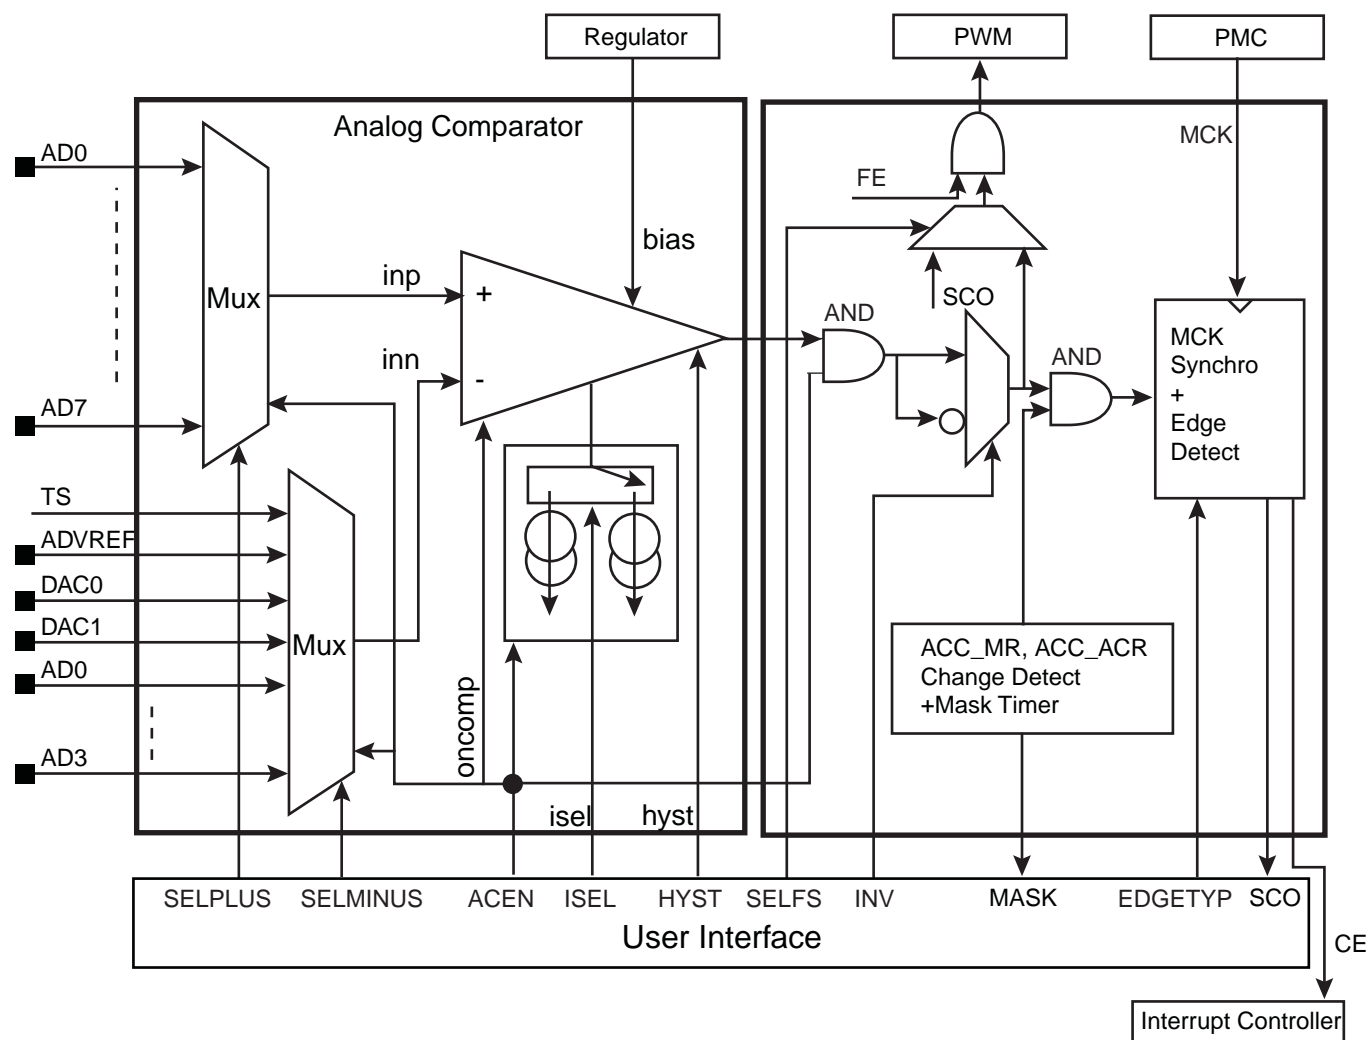 Regulator
PWM
PMC
Analog Comparator
MCK
AD0
FE
bias
inp
Mux
+
SCO
AND
inn
-
MCK
Synchro
+
Edge
Detect
AND
AD7
TS
ADVREF
DAC0
DAC1
Mux
AD0
AD3
oncomp
ACC_MR, ACC_ACR
Change Detect
+Mask Timer
isel
hyst
SELPLUS
SELMINUS
ACEN
ISEL
HYST
SELFS
INV
MASK
EDGETYP
SCO
User Interface
CE
Interrupt Controller